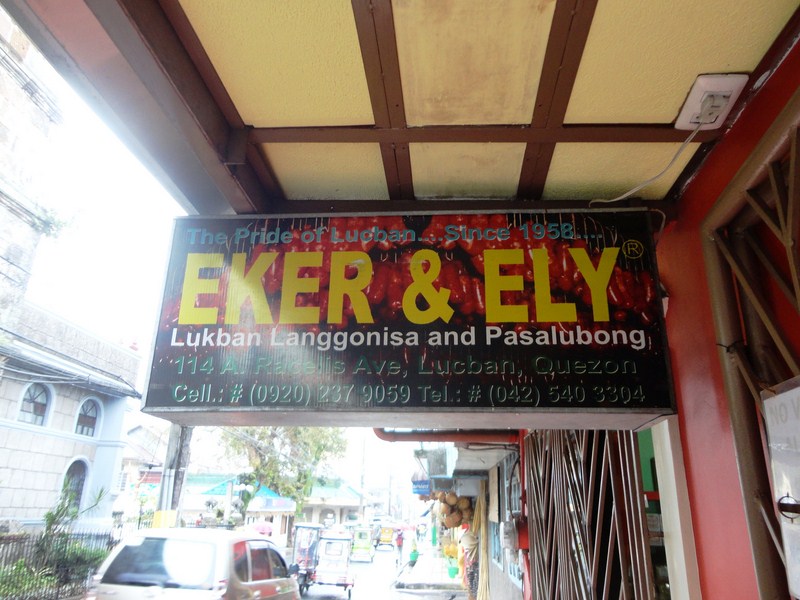 The Pride of Lucban.... Since 1958....
EKER & ELY®
Lukban Langgonisa and Pasalubong
114 A. Racelis Ave, Lucban, Quezon
Cell.: # (0920) 237 9059 Tel.: # (042) 540 3304